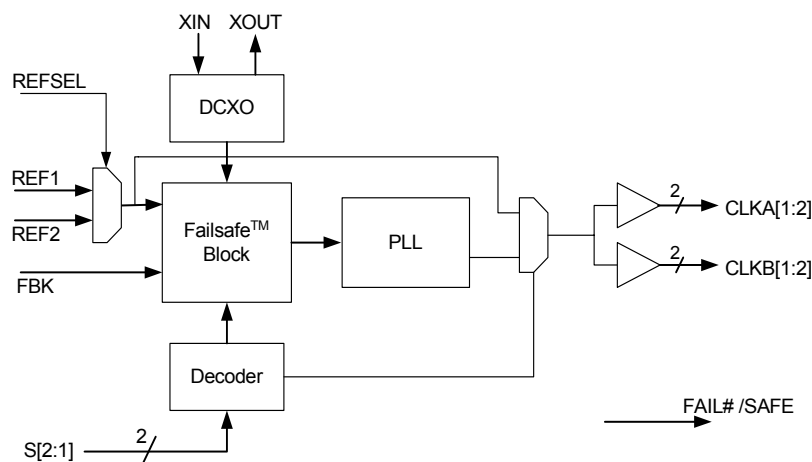 XIN XOUT
REFSEL
DCXO
REF1
REF2
Failsafe™
Block
PLL
CLKA[1:2]
2
CLKB[1:2]
2
FBK
Decoder
FAIL# /SAFE
S[2:1]
2